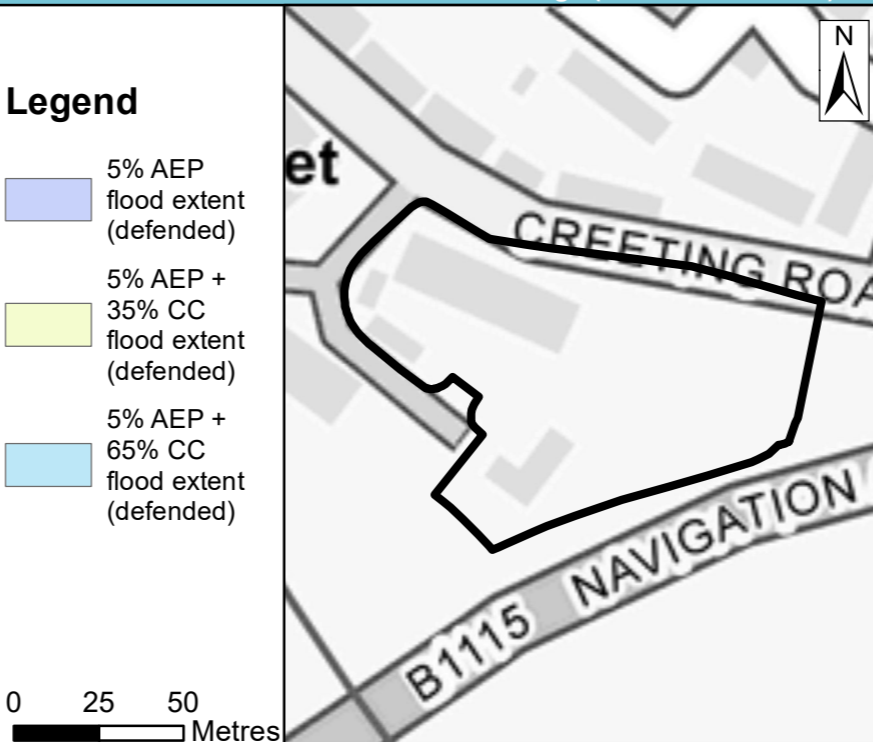 Legend
5% AEP
flood extent
(defended)
5% AEP +
35% CC
flood extent
(defended)
5% AEP +
65% CC
flood extent
(defended)
0 25 50
Metres
N
et
CREETING ROA
NAVIGATION
B1115